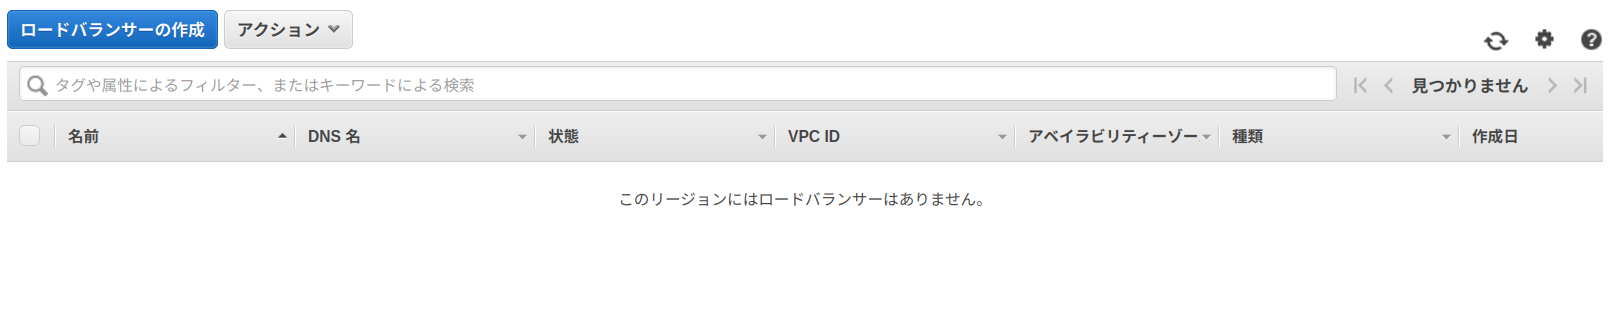 ロードバランサーの作成 アクション
タグや属性によるフィルター、またはキーワードによる検索 見つかりません
名前 DNS 名 状態 VPC ID アベイラビリティーゾー 種類 作成日
このリージョンにはロードバランサーはありません。